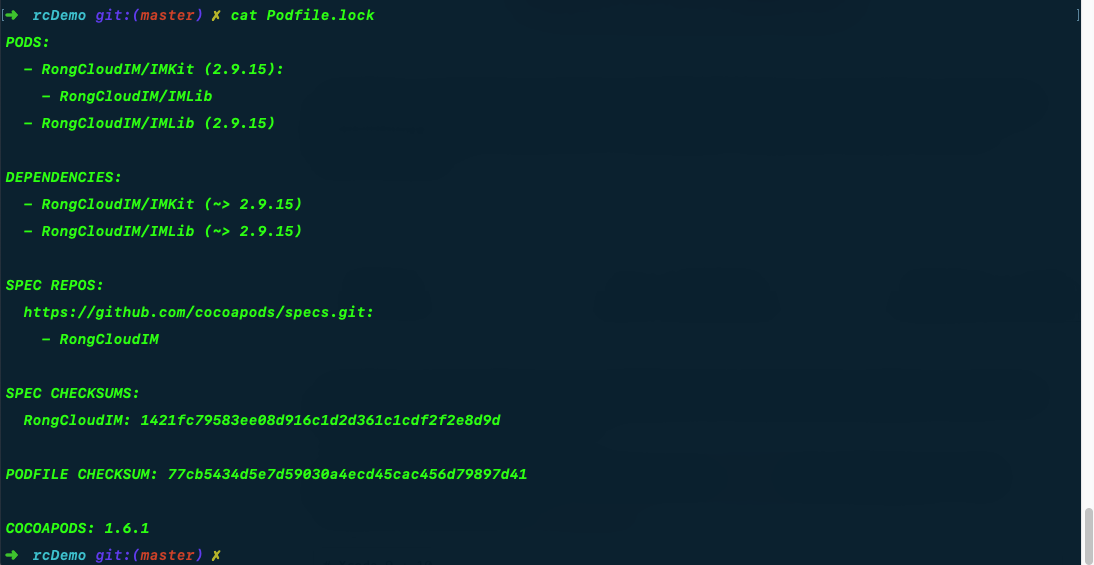 [➜  rcDemo git:(master) ✗ cat Podfile.lock ]
PODS:
  - RongCloudIM/IMKit (2.9.15):
    - RongCloudIM/IMLib
  - RongCloudIM/IMLib (2.9.15)
DEPENDENCIES:
  - RongCloudIM/IMKit (~> 2.9.15)
  - RongCloudIM/IMLib (~> 2.9.15)
SPEC REPOS:
  https://github.com/cocoapods/specs.git:
    - RongCloudIM
SPEC CHECKSUMS:
  RongCloudIM: 1421fc79583ee08d916c1d2d361c1cdf2f2e8d9d
PODFILE CHECKSUM: 77cb5434d5e7d59030a4ecd45cac456d79897d41
COCOAPODS: 1.6.1
➜  rcDemo git:(master) ✗